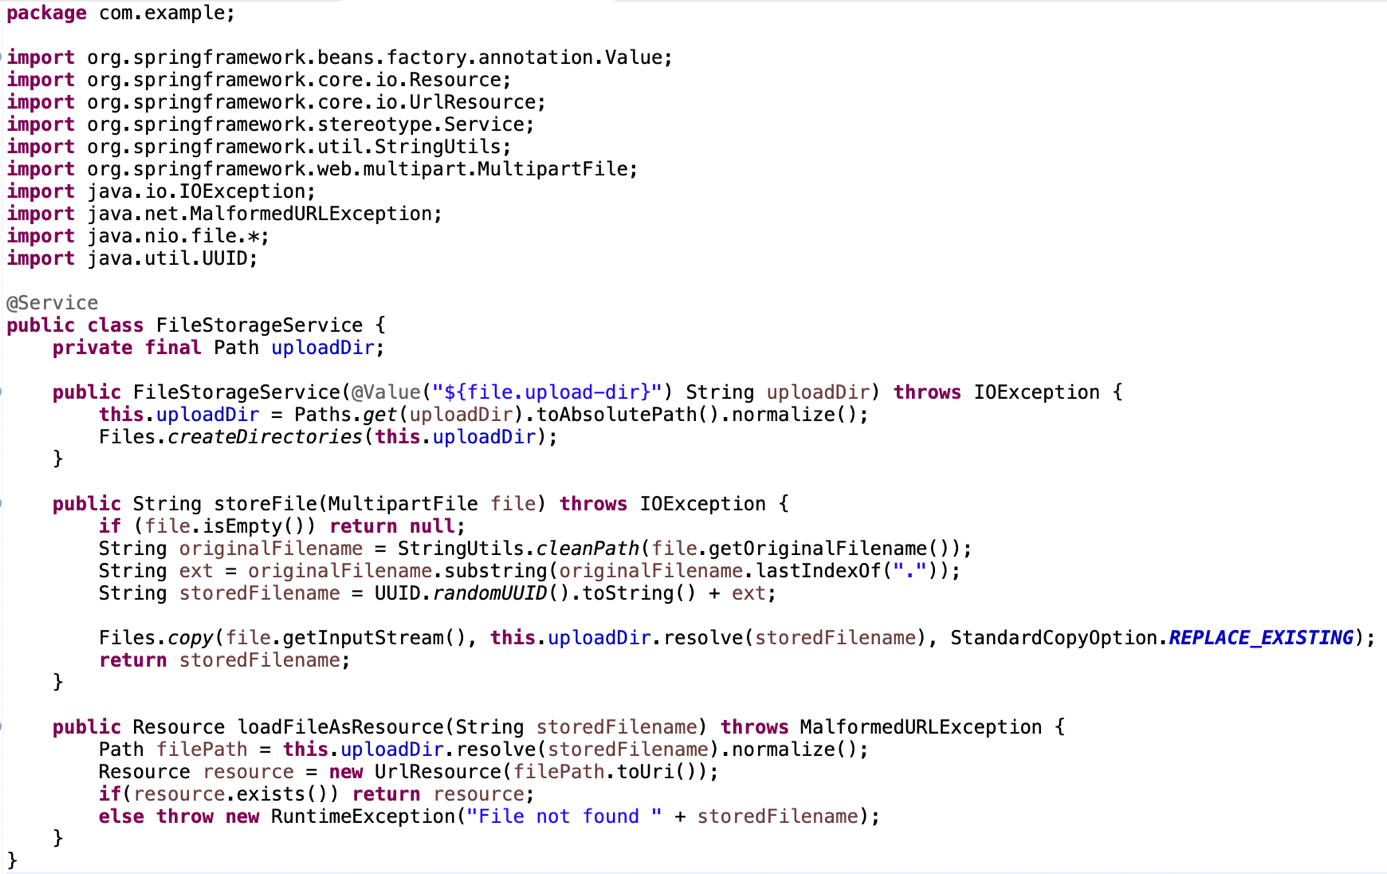 package com.example;

import org.springframework.beans.factory.annotation.Value;
import org.springframework.core.io.Resource;
import org.springframework.core.io.UrlResource;
import org.springframework.stereotype.Service;
import org.springframework.util.StringUtils;
import org.springframework.web.multipart.MultipartFile;
import java.io.IOException;
import java.net.MalformedURLException;
import java.nio.file.*;
import java.util.UUID;

@Service
public class FileStorageService {
    private final Path uploadDir;

    public FileStorageService(@Value("${file.upload-dir}") String uploadDir) throws IOException {
        this.uploadDir = Paths.get(uploadDir).toAbsolutePath().normalize();
        Files.createDirectories(this.uploadDir);
    }

    public String storeFile(MultipartFile file) throws IOException {
        if (file.isEmpty()) return null;
        String originalFilename = StringUtils.cleanPath(file.getOriginalFilename());
        String ext = originalFilename.substring(originalFilename.lastIndexOf("."));
        String storedFilename = UUID.randomUUID().toString() + ext;

        Files.copy(file.getInputStream(), this.uploadDir.resolve(storedFilename), StandardCopyOption.REPLACE_EXISTING);
        return storedFilename;
    }

    public Resource loadFileAsResource(String storedFilename) throws MalformedURLException {
        Path filePath = this.uploadDir.resolve(storedFilename).normalize();
        Resource resource = new UrlResource(filePath.toUri());
        if(resource.exists()) return resource;
        else throw new RuntimeException("File not found " + storedFilename);
    }
}